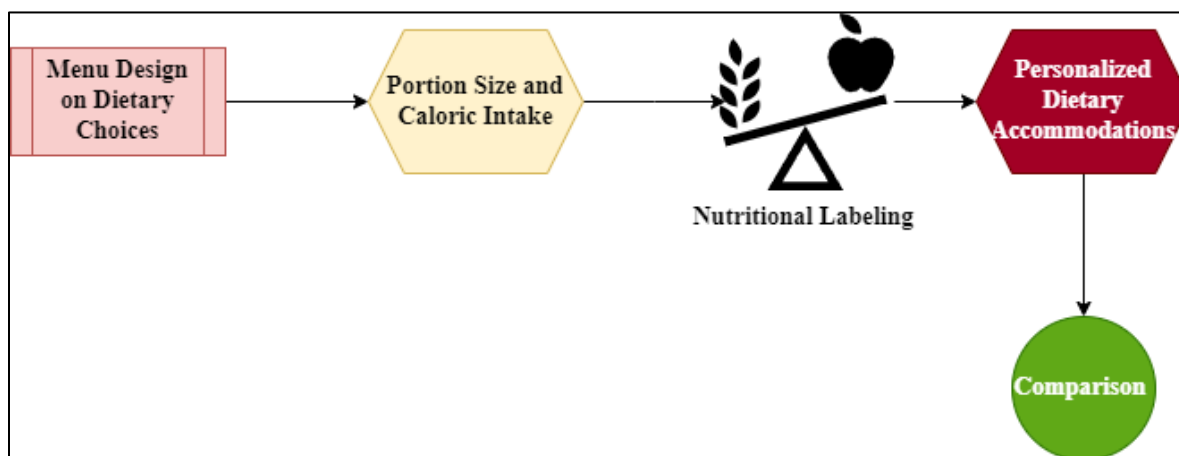 Menu Design
on Dietary
Choices
Portion Size and
Caloric Intake
Nutritional Labeling
Personalized
Dietary
Accommodations
Comparison